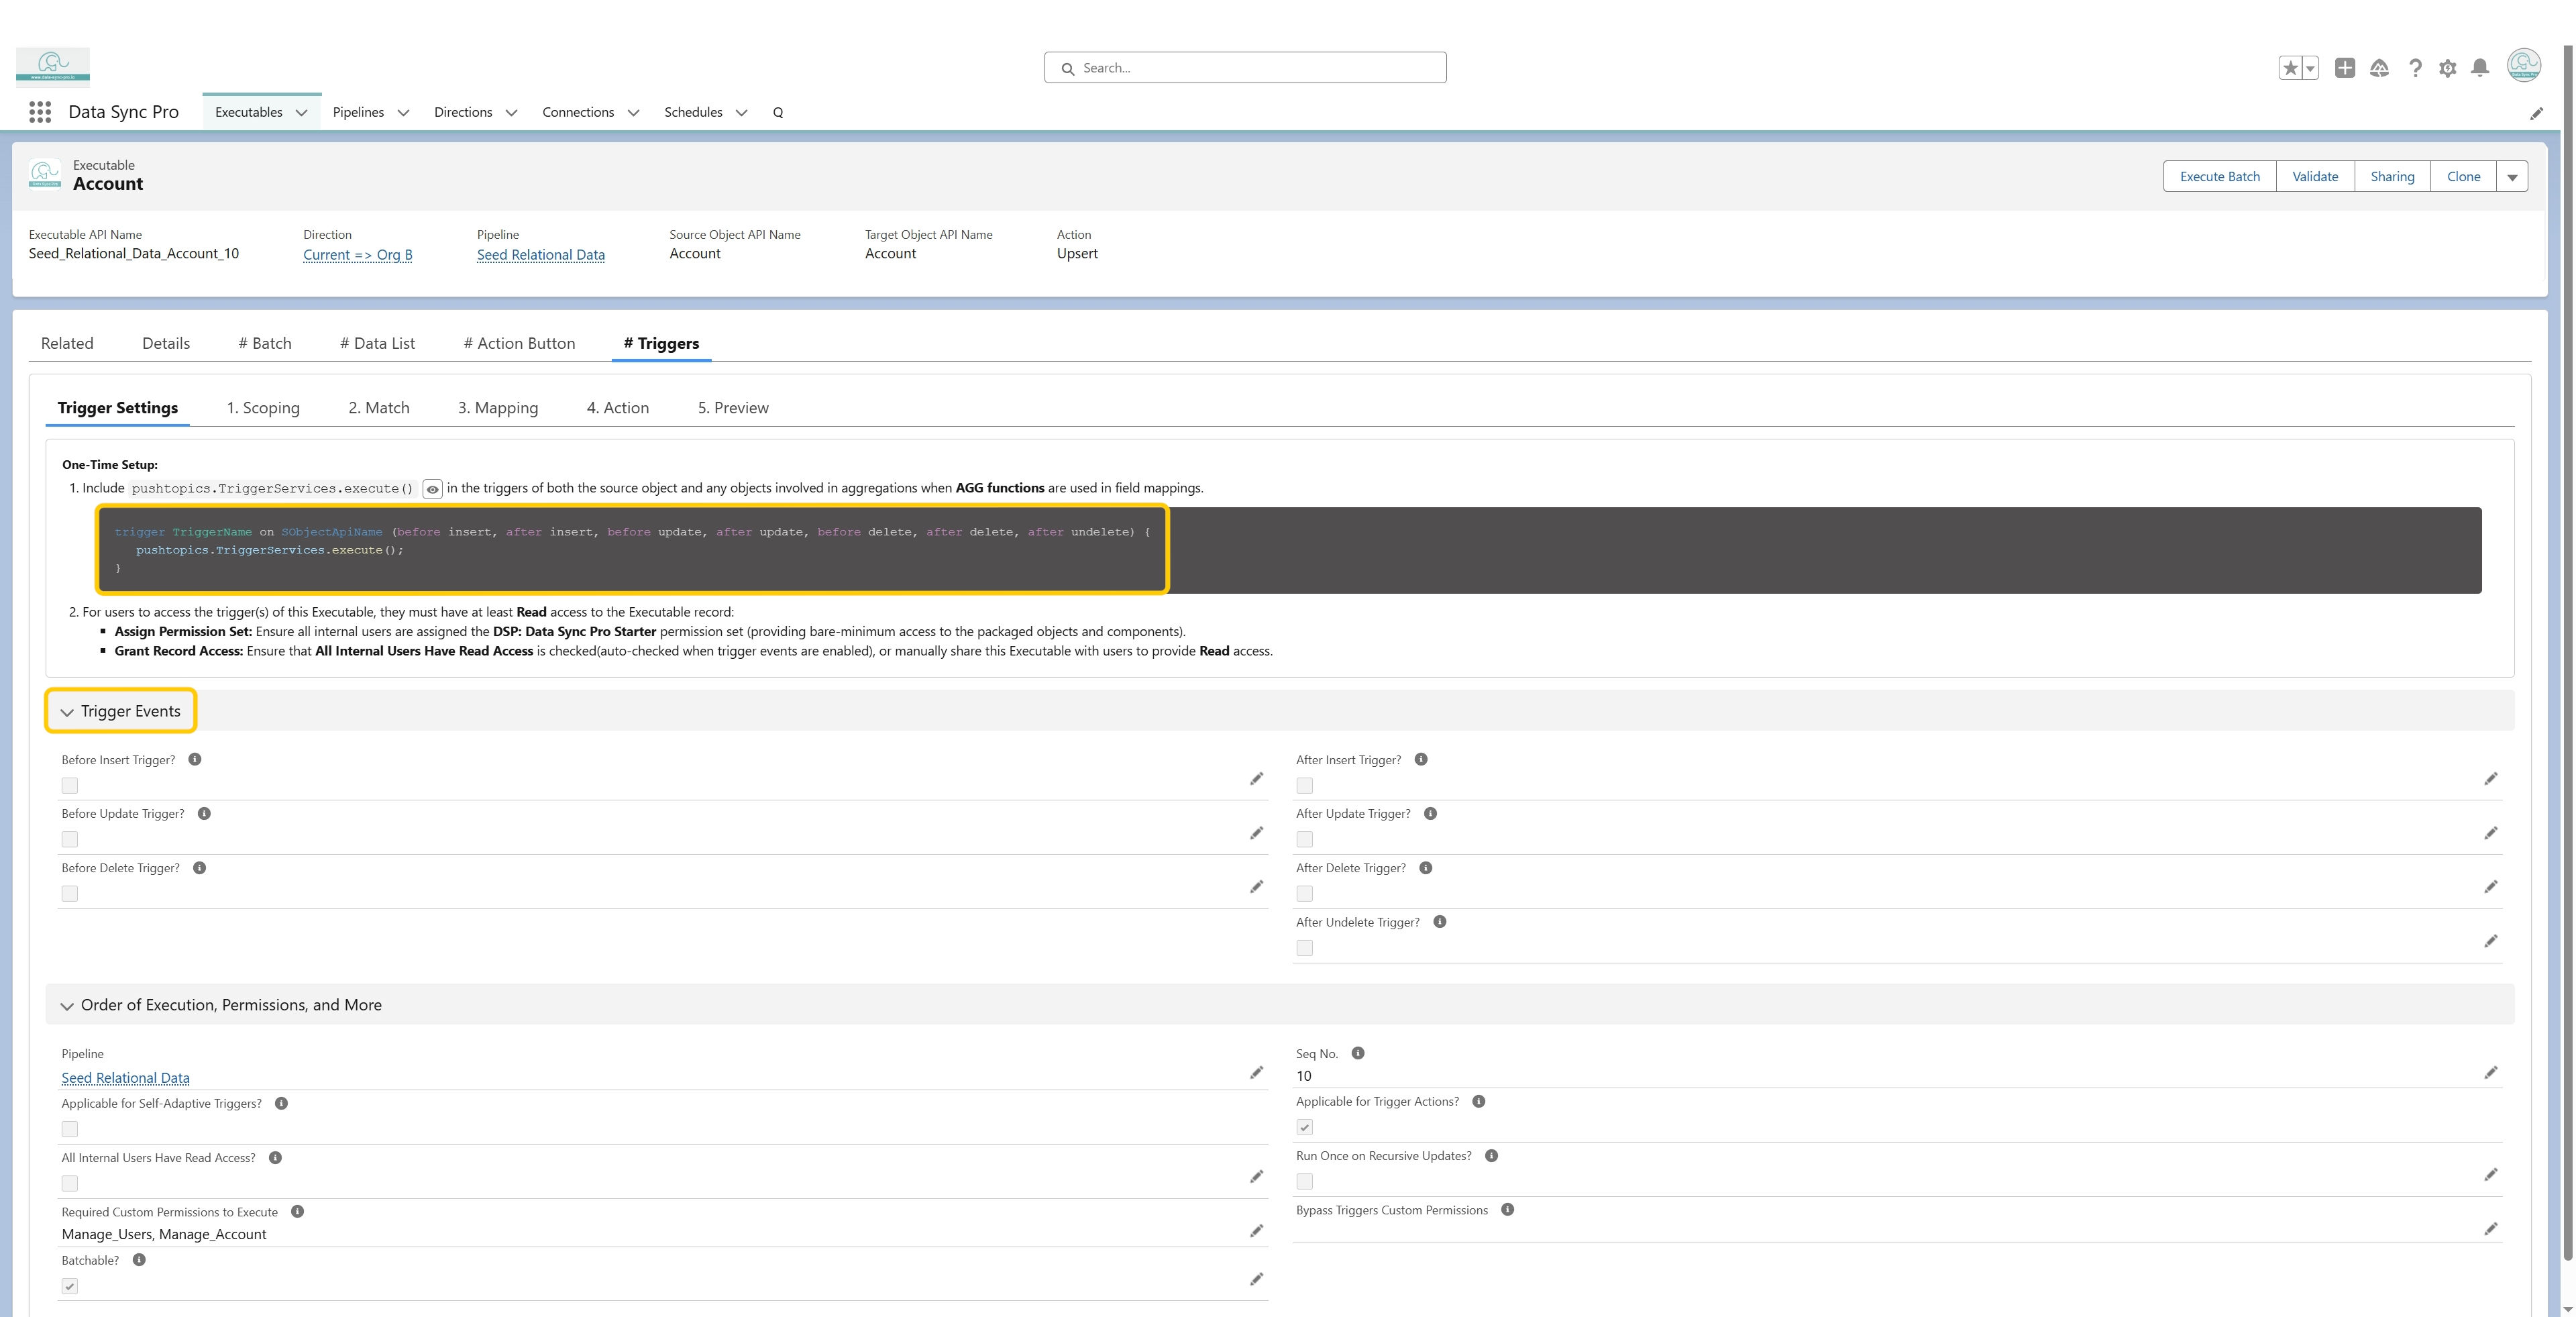 www.data-sync-pro.io
Search...
Data Sync Pro
Executables
Pipelines
Directions
Connections
Schedules
Q
Executable
Account
Execute Batch
Validate
Sharing
Clone
Executable API Name
Direction
Pipeline
Source Object API Name
Target Object API Name
Action
Seed_Relational_Data_Account_10
Current => Org B
Seed Relational Data
Account
Account
Upsert
Related
Details
# Batch
# Data List
# Action Button
# Triggers
Trigger Settings
1. Scoping
2. Match
3. Mapping
4. Action
5. Preview
One-Time Setup:
1. Include pushtopics.TriggerServices.execute() in the triggers of both the source object and any objects involved in aggregations when AGG functions are used in field mappings.
trigger TriggerName on SObjectApiName (before insert, after insert, before update, after update, before delete, after delete, after undelete) {
pushtopics.TriggerServices.execute();
}
2. For users to access the trigger(s) of this Executable, they must have at least Read access to the Executable record:
Assign Permission Set: Ensure all internal users are assigned the DSP: Data Sync Pro Starter permission set (providing bare-minimum access to the packaged objects and components).
Grant Record Access: Ensure that All Internal Users Have Read Access is checked(auto-checked when trigger events are enabled), or manually share this Executable with users to provide Read access.
Trigger Events
Before Insert Trigger?
After Insert Trigger?
Before Update Trigger?
After Update Trigger?
Before Delete Trigger?
After Delete Trigger?
After Undelete Trigger?
Order of Execution, Permissions, and More
Pipeline
Seq No.
Seed Relational Data
10
Applicable for Self-Adaptive Triggers?
Applicable for Trigger Actions?
All Internal Users Have Read Access?
Run Once on Recursive Updates?
Required Custom Permissions to Execute
Bypass Triggers Custom Permissions
Manage_Users, Manage_Account
Batchable?